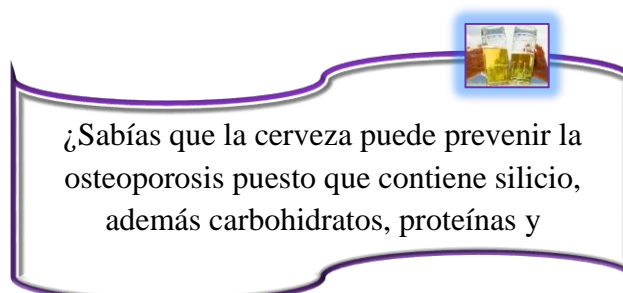 ¿Sabías que la cerveza puede prevenir la
osteoporosis puesto que contiene silicio,
además carbohidratos, proteínas y